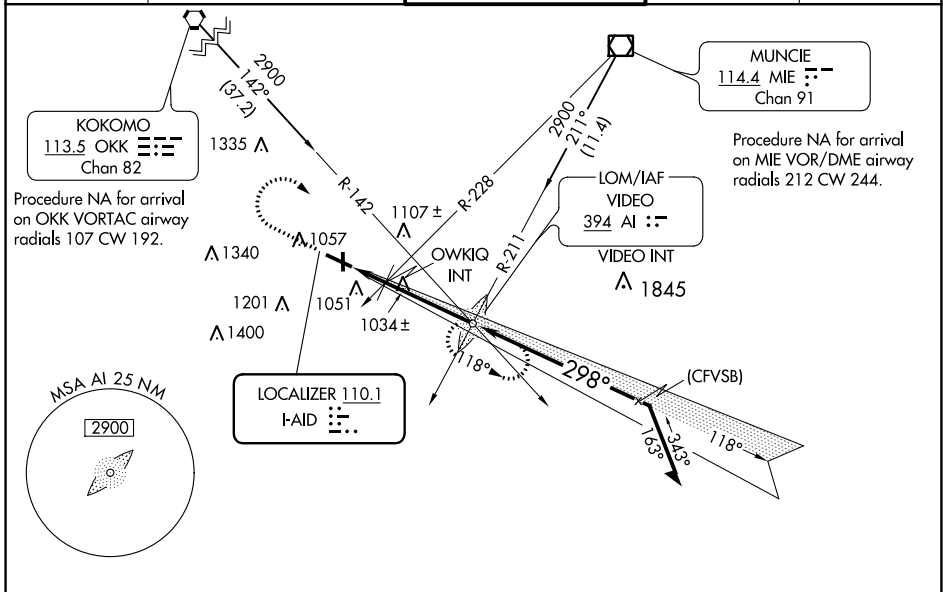 2900
142°
(37.2)
KOKOMO
113.5 OKK
Chan 82
Procedure NA for arrival
on OKK VORTAC airway
radials 107 CW 192.
MUNCIE
114.4 MIE
Chan 91
Procedure NA for arrival
on MIE VOR/DME airway
radials 212 CW 244.
2900
211°
(11.4)
1335
R-142
R-228
R-211
LOM/IAF
VIDEO
394 AI
VIDEO INT
1845
1107 ±
1057
1340
OWKIQ
INT
1201
1051
1034 ±
1400
118°
298°
(CFVSB)
LOCALIZER 110.1
I-AID
118°
343°
163°
MSA AI 25 NM
2900